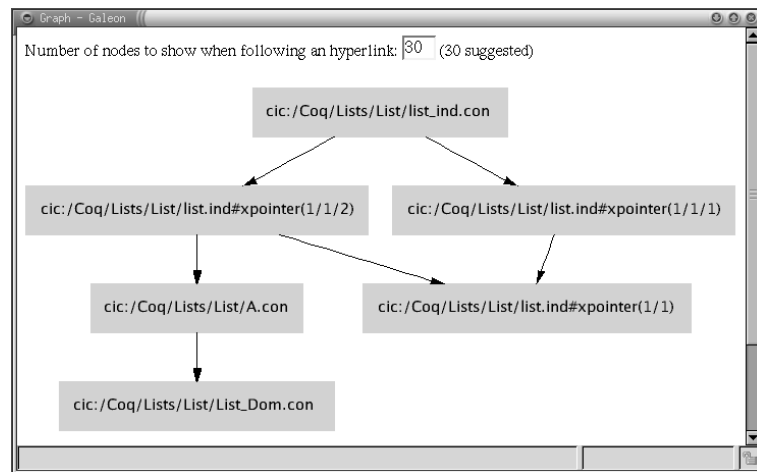 Graph - Galeon
Number of nodes to show when following an hyperlink: 30 (30 suggested)
cic:/Coq/Lists/List/list_ind.con
cic:/Coq/Lists/List/list.ind#xpointer(1/1/2)
cic:/Coq/Lists/List/list.ind#xpointer(1/1/1)
cic:/Coq/Lists/List/A.con
cic:/Coq/Lists/List/list.ind#xpointer(1/1)
cic:/Coq/Lists/List/List_Dom.con